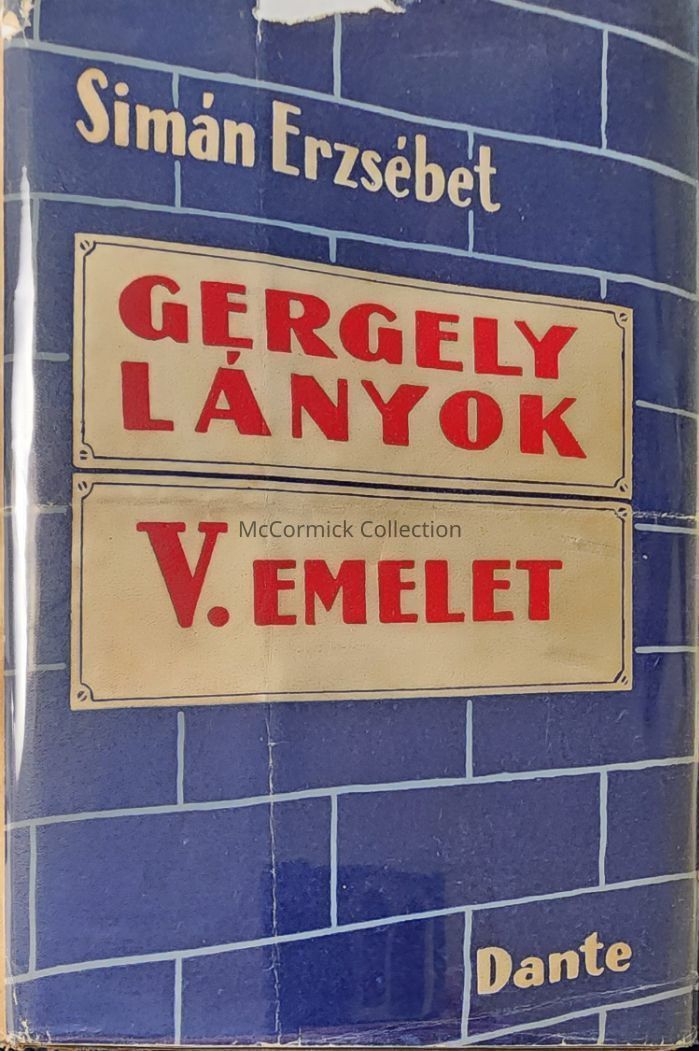 Simán Erzsébet
GERGELY
LÁNYOK
McCormick Collection
V. EMELET
Dante